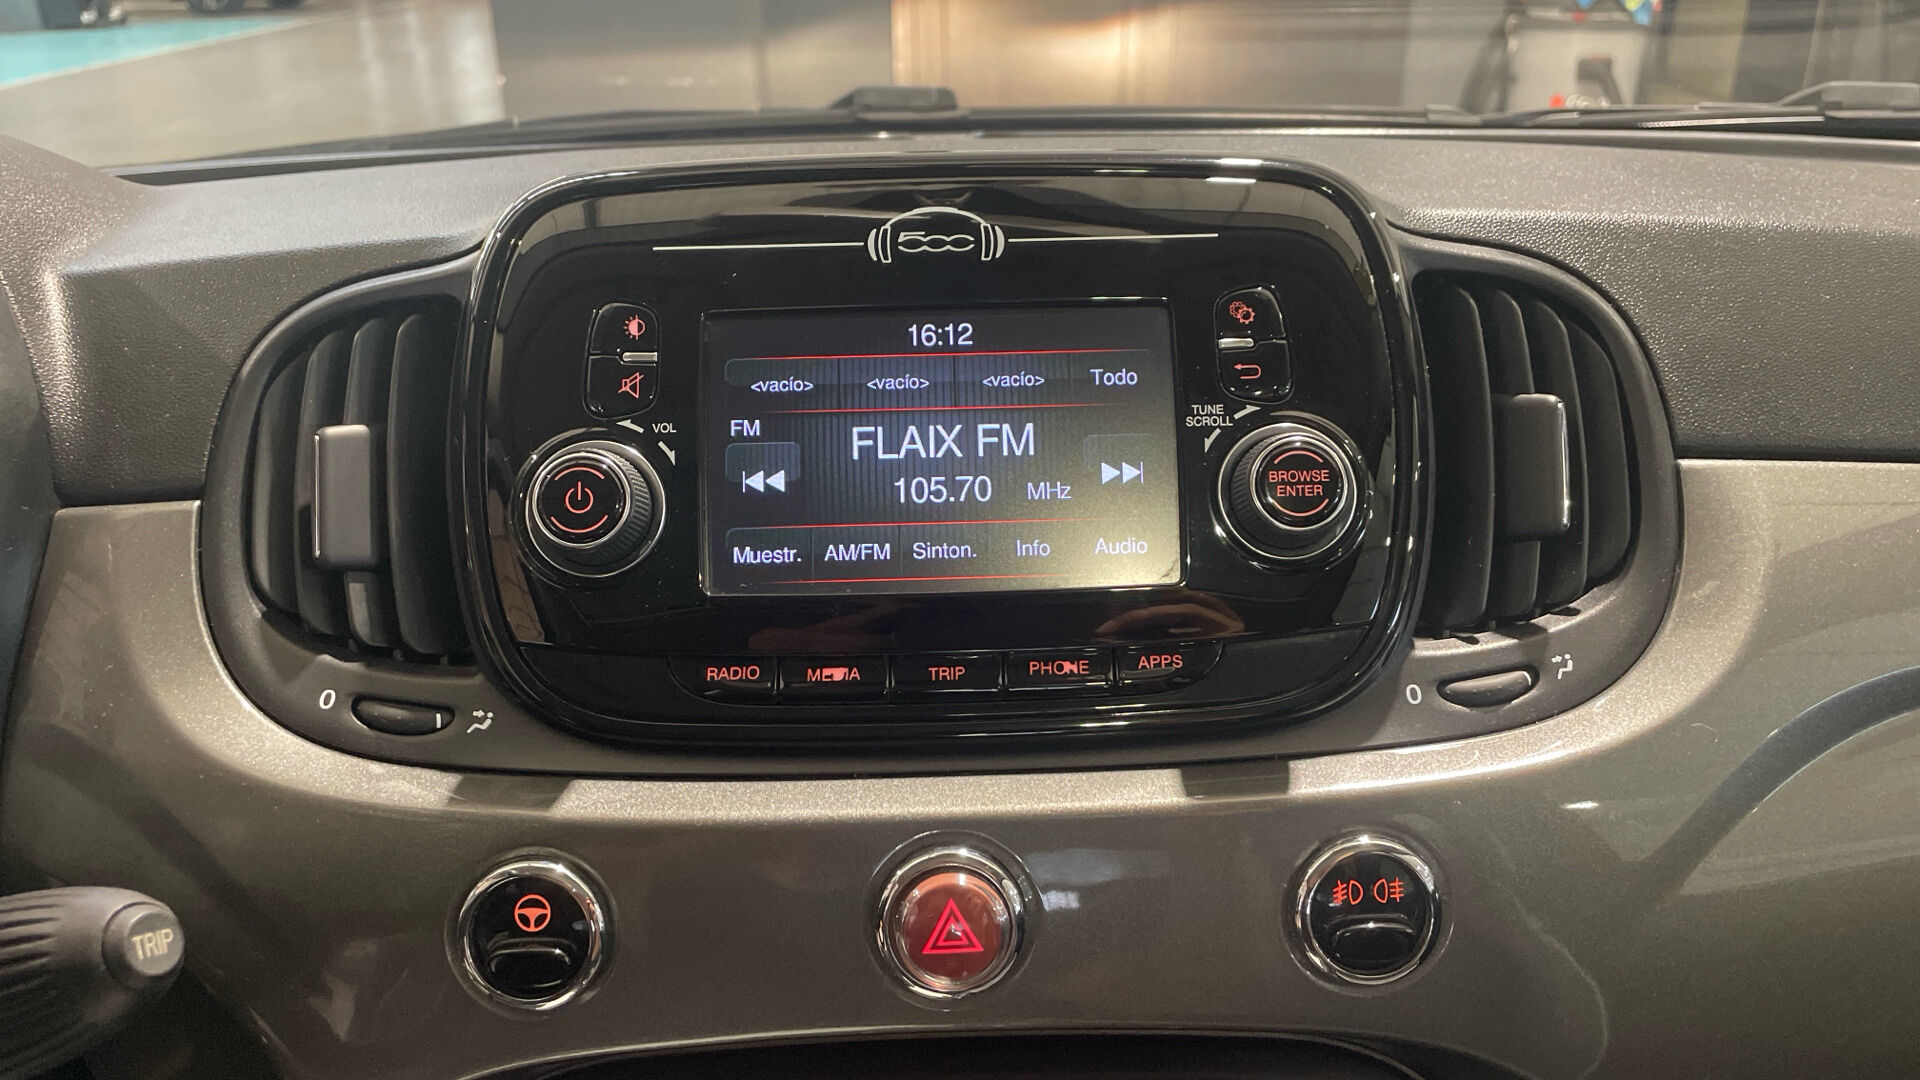 500
16:12
<vacío> <vacío> <vacío> Todo
FM
FLAIX FM
105.70 MHz
Muestr. AM/FM Sinton. Info Audio
VOL
TUNE
SCROLL
BROWSE
ENTER
RADIO MEDIA TRIP PHONE APPS
0
0
TRIP